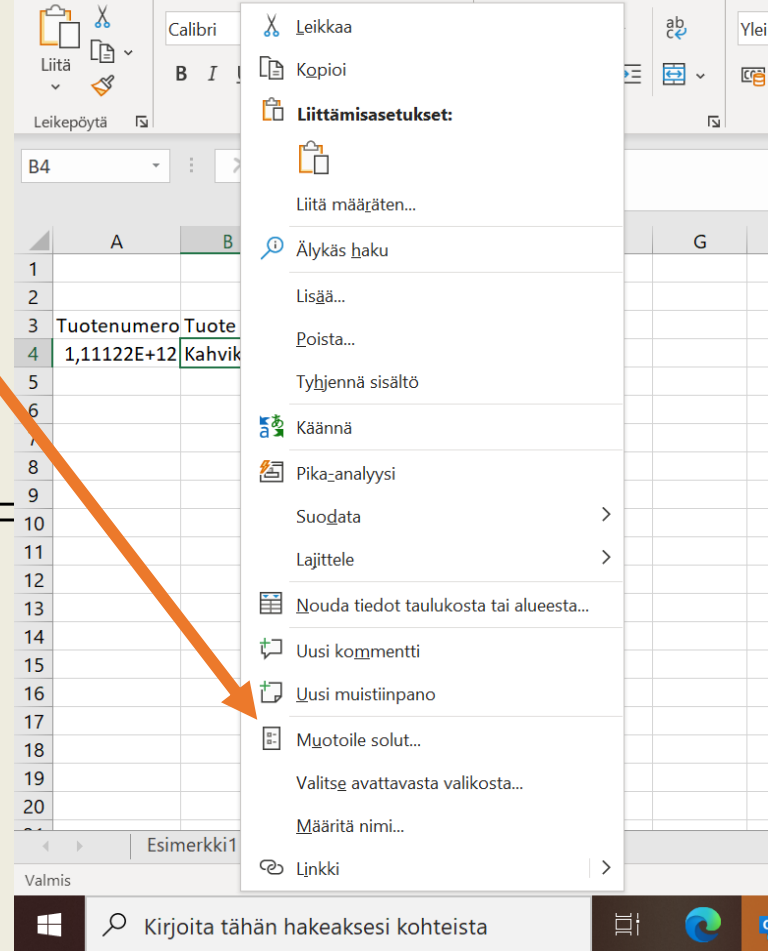 Liitä
Leikepöytä
Calibri
B I
ab
Ylei
B4
Leikkaa
Kopioi
Liittämisasetukset:
Liitä määräten...
Älykäs haku
Lisää...
Poista...
Tyhjennä sisältö
Käännä
Pika-analyysi
Suodata
Lajittele
Nouda tiedot taulukosta tai alueesta...
Uusi kommentti
Uusi muistiinpano
Muotoile solut...
Valitse avattavasta valikosta...
Määritä nimi...
Linkki
A B G
1
2
3 Tuotenumero Tuote
4 1,11122E+12 Kahvik
5
6
7
8
9
10
11
12
13
14
15
16
17
18
19
20
Esimerkki1
Valmis
Kirjoita tähän hakeaksesi kohteista